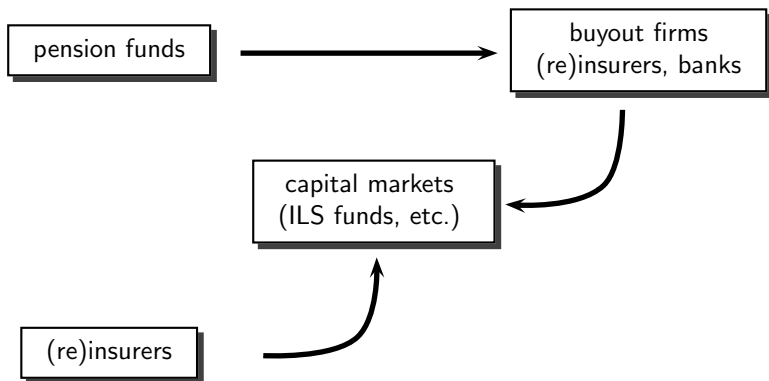 pension funds
buyout firms
(re)insurers, banks
capital markets
(ILS funds, etc.)
(re)insurers